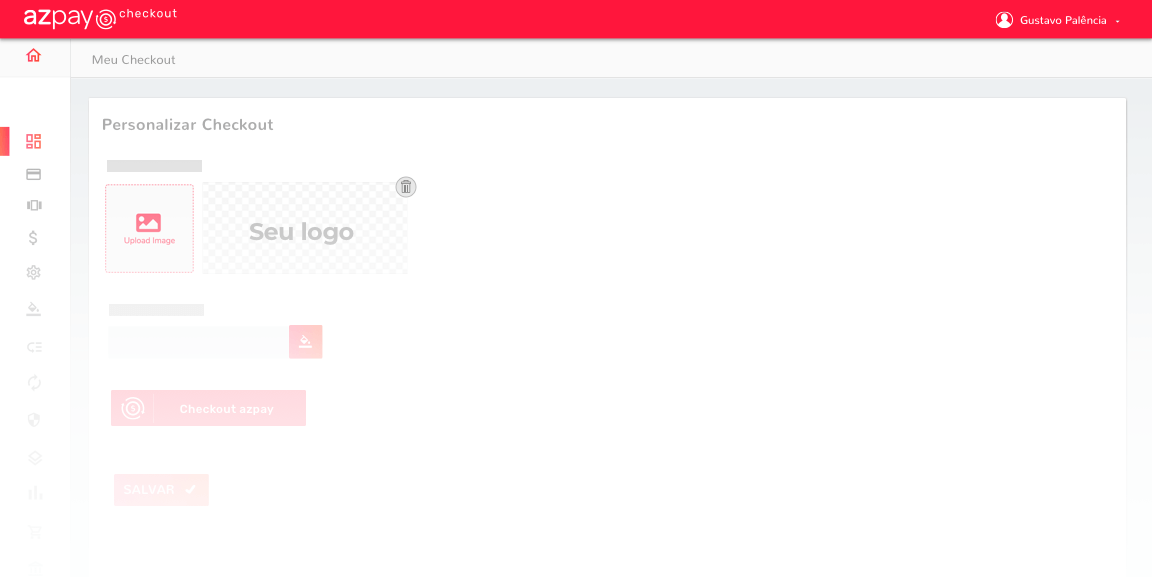 azpay checkout
Gustavo Palência
Meu Checkout
Personalizar Checkout
Upload Image
Seu logo
Checkout azpay
SALVAR